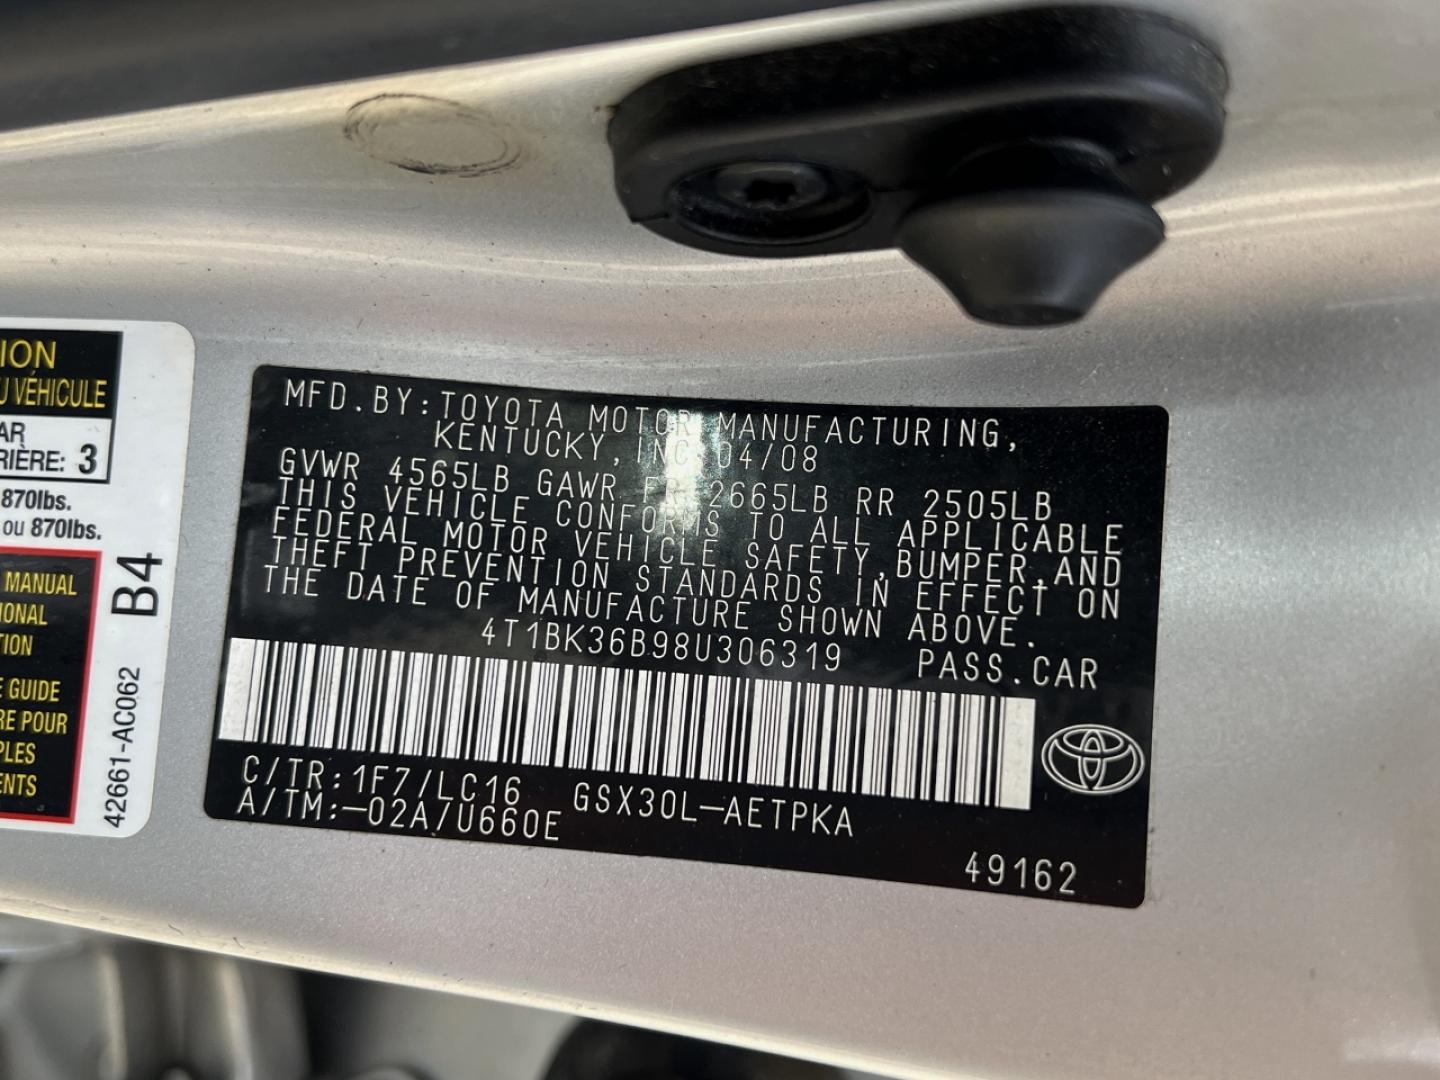 ION
U VÉHICULE
AR
RIÈRE: 3
870lbs.
ou 870lbs.
MANUAL
IONAL
TION
E GUIDE
RE POUR
PLES
ENTS
B4
42661-AC062
MFD.BY:TOYOTA MOTOR MANUFACTURING,
KENTUCKY, INC. 04/08
GVWR 4565LB GAWR FR 2665LB RR 2505LB
THIS VEHICLE CONFORMS TO ALL APPLICABLE
FEDERAL MOTOR VEHICLE SAFETY,BUMPER,AND
THEFT PREVENTION STANDARDS IN EFFECT ON
THE DATE OF MANUFACTURE SHOWN ABOVE.
4T1BK36B98U306319 PASS.CAR
C/TR:1F7/LC16 GSX30L-AETPKA
A/TM:-02A/U660E
49162